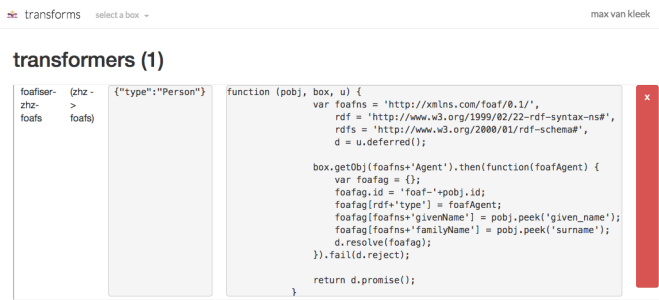 transforms select a box max van kleek
transformers (1)
foafiser-zhz-foafs
(zhz -> foafs)
{"type":"Person"}
function (pobj, box, u) {
var foafns = 'http://xmlns.com/foaf/0.1/',
rdf = 'http://www.w3.org/1999/02/22-rdf-syntax-ns#',
rdfs = 'http://www.w3.org/2000/01/rdf-schema#',
d = u.deferred();
box.getObj(foafns+'Agent').then(function(foafAgent) {
var foafag = {};
foafag.id = 'foaf-'+pobj.id;
foafag[rdf+'type'] = foafAgent;
foafag[foafns+'givenName'] = pobj.peek('given_name');
foafag[foafns+'familyName'] = pobj.peek('surname');
d.resolve(foafag);
}).fail(d.reject);
return d.promise();
}
x